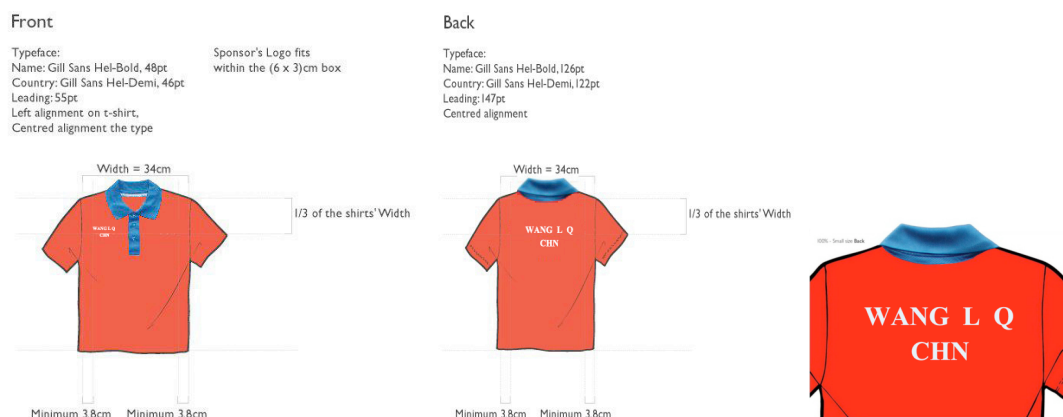 Front
Typeface:
Name: Gill Sans Hel-Bold, 48pt
Country: Gill Sans Hel-Demi, 46pt
Leading: 55pt
Left alignment on t-shirt,
Centred alignment the type
Sponsor's Logo fits
within the (6 x 3)cm box
Width = 34cm
1/3 of the shirts' Width
WANG L Q
CHN
Minimum 3.8cm
Minimum 3.8cm
Back
Typeface:
Name: Gill Sans Hel-Bold, 126pt
Country: Gill Sans Hel-Demi, 122pt
Leading: 147pt
Centred alignment
Width = 34cm
1/3 of the shirts' Width
WANG L Q
CHN
Minimum 3.8cm
Minimum 3.8cm
100% - Small size Back
WANG L Q
CHN